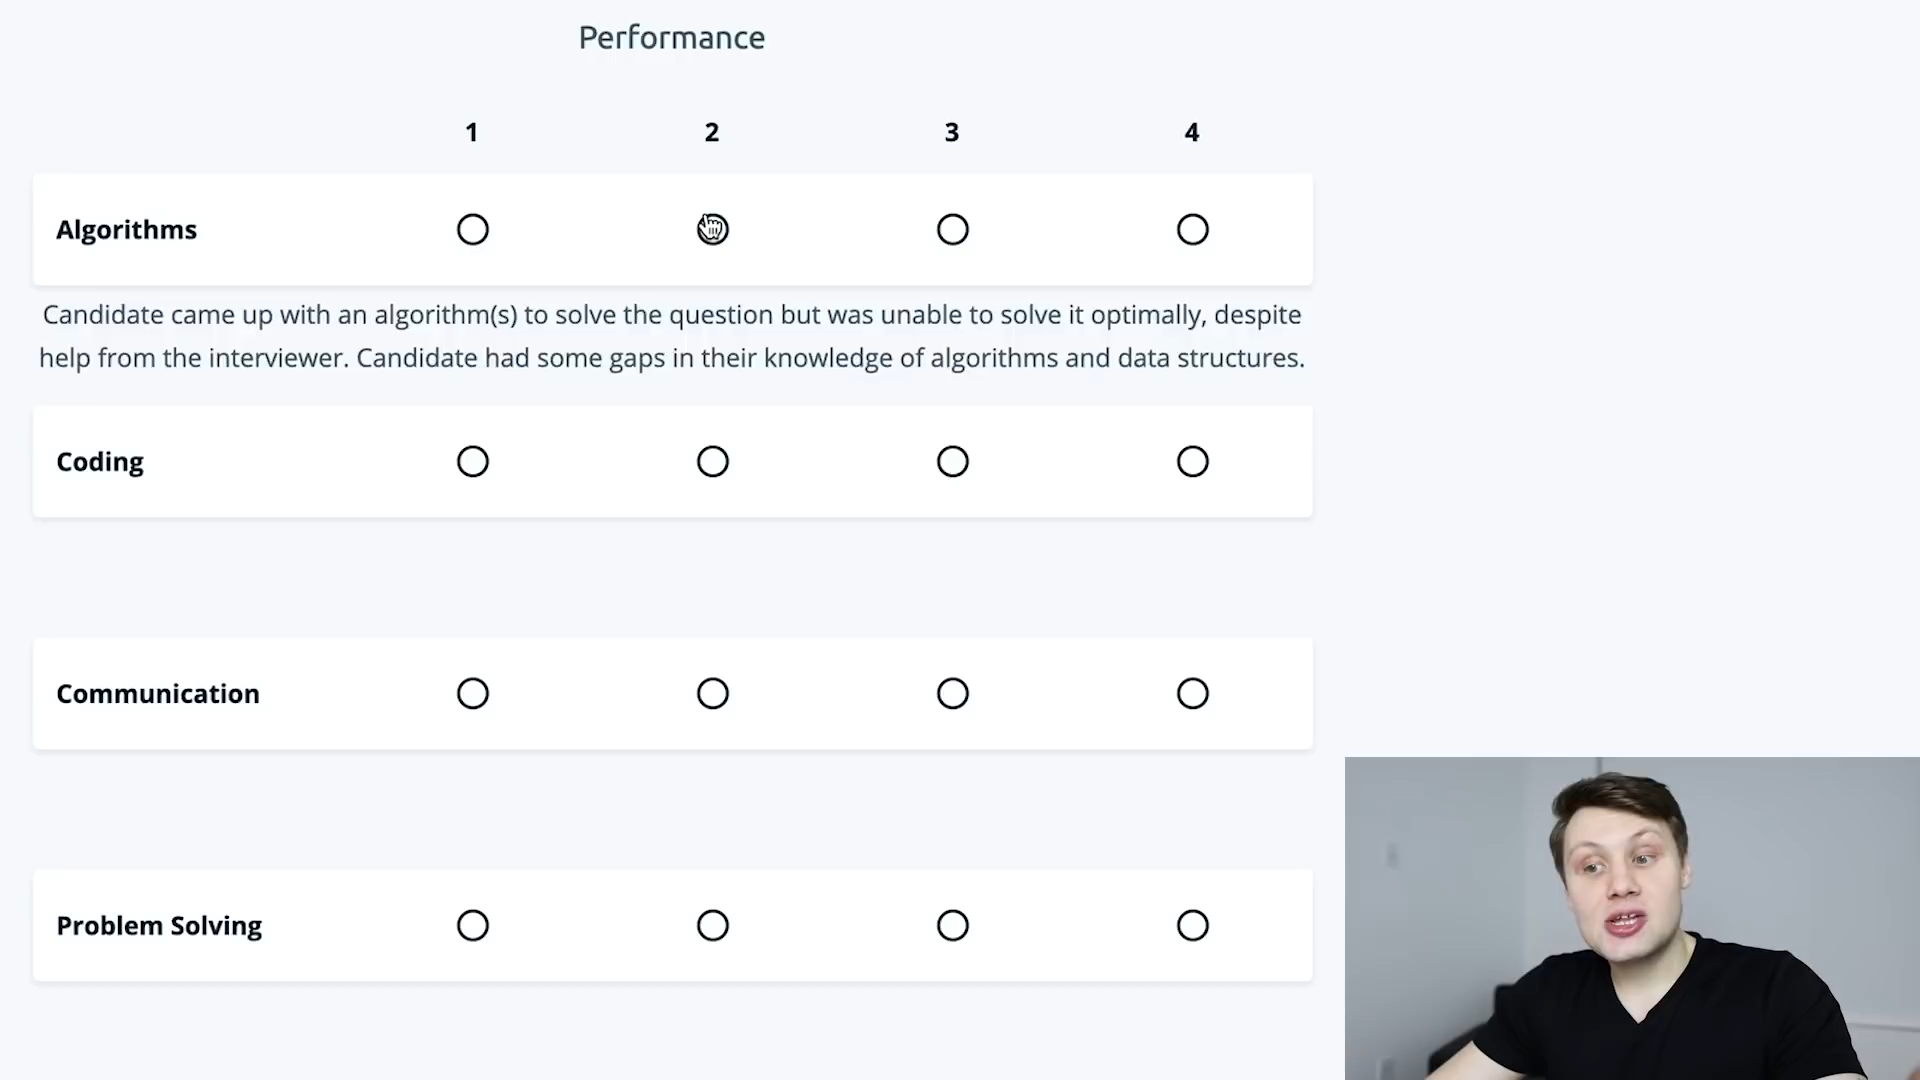 Performance
1 2 3 4
Algorithms
Candidate came up with an algorithm(s) to solve the question but was unable to solve it optimally, despite
help from the interviewer. Candidate had some gaps in their knowledge of algorithms and data structures.
Coding
Communication
Problem Solving